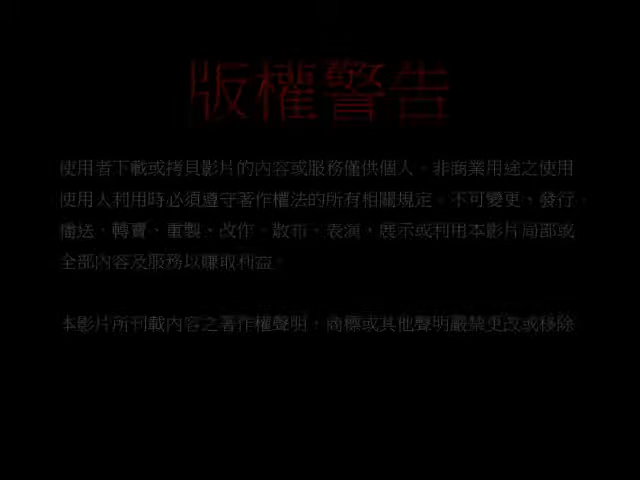 版權警告
使用者下載或拷貝影片的內容或服務僅供個人、非商業用途之使用
使用人利用時必須遵守著作權法的所有相關規定。不可變更、發行、
播送、轉賣、重製、改作、散布、表演，展示或利用本影片局部或
全部內容及服務以賺取利益。
本影片所刊載內容之著作權聲明，商標或其他聲明嚴禁更改或移除